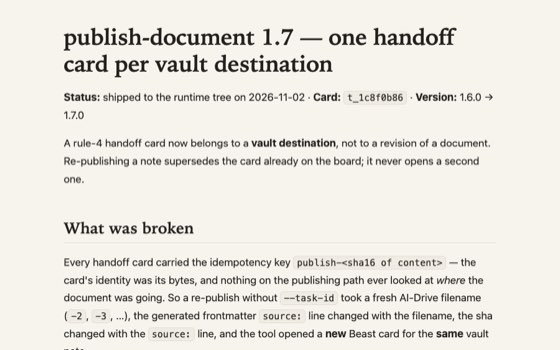 publish-document 1.7 — one handoff
card per vault destination
Status: shipped to the runtime tree on 2026-11-02 · Card: t_1c8f0b86 · Version: 1.6.0 →
1.7.0
A rule-4 handoff card now belongs to a vault destination, not to a revision of a document.
Re-publishing a note supersedes the card already on the board; it never opens a second
one.
What was broken
Every handoff card carried the idempotency key publish-<sha16 of content> — the
card's identity was its bytes, and nothing on the publishing path ever looked at where the
document was going. So a re-publish without --task-id took a fresh AI-Drive filename
( -2 , -3 , …), the generated frontmatter source: line changed with the filename, the sha
changed with the source: line, and the tool opened a new Beast card for the same vault